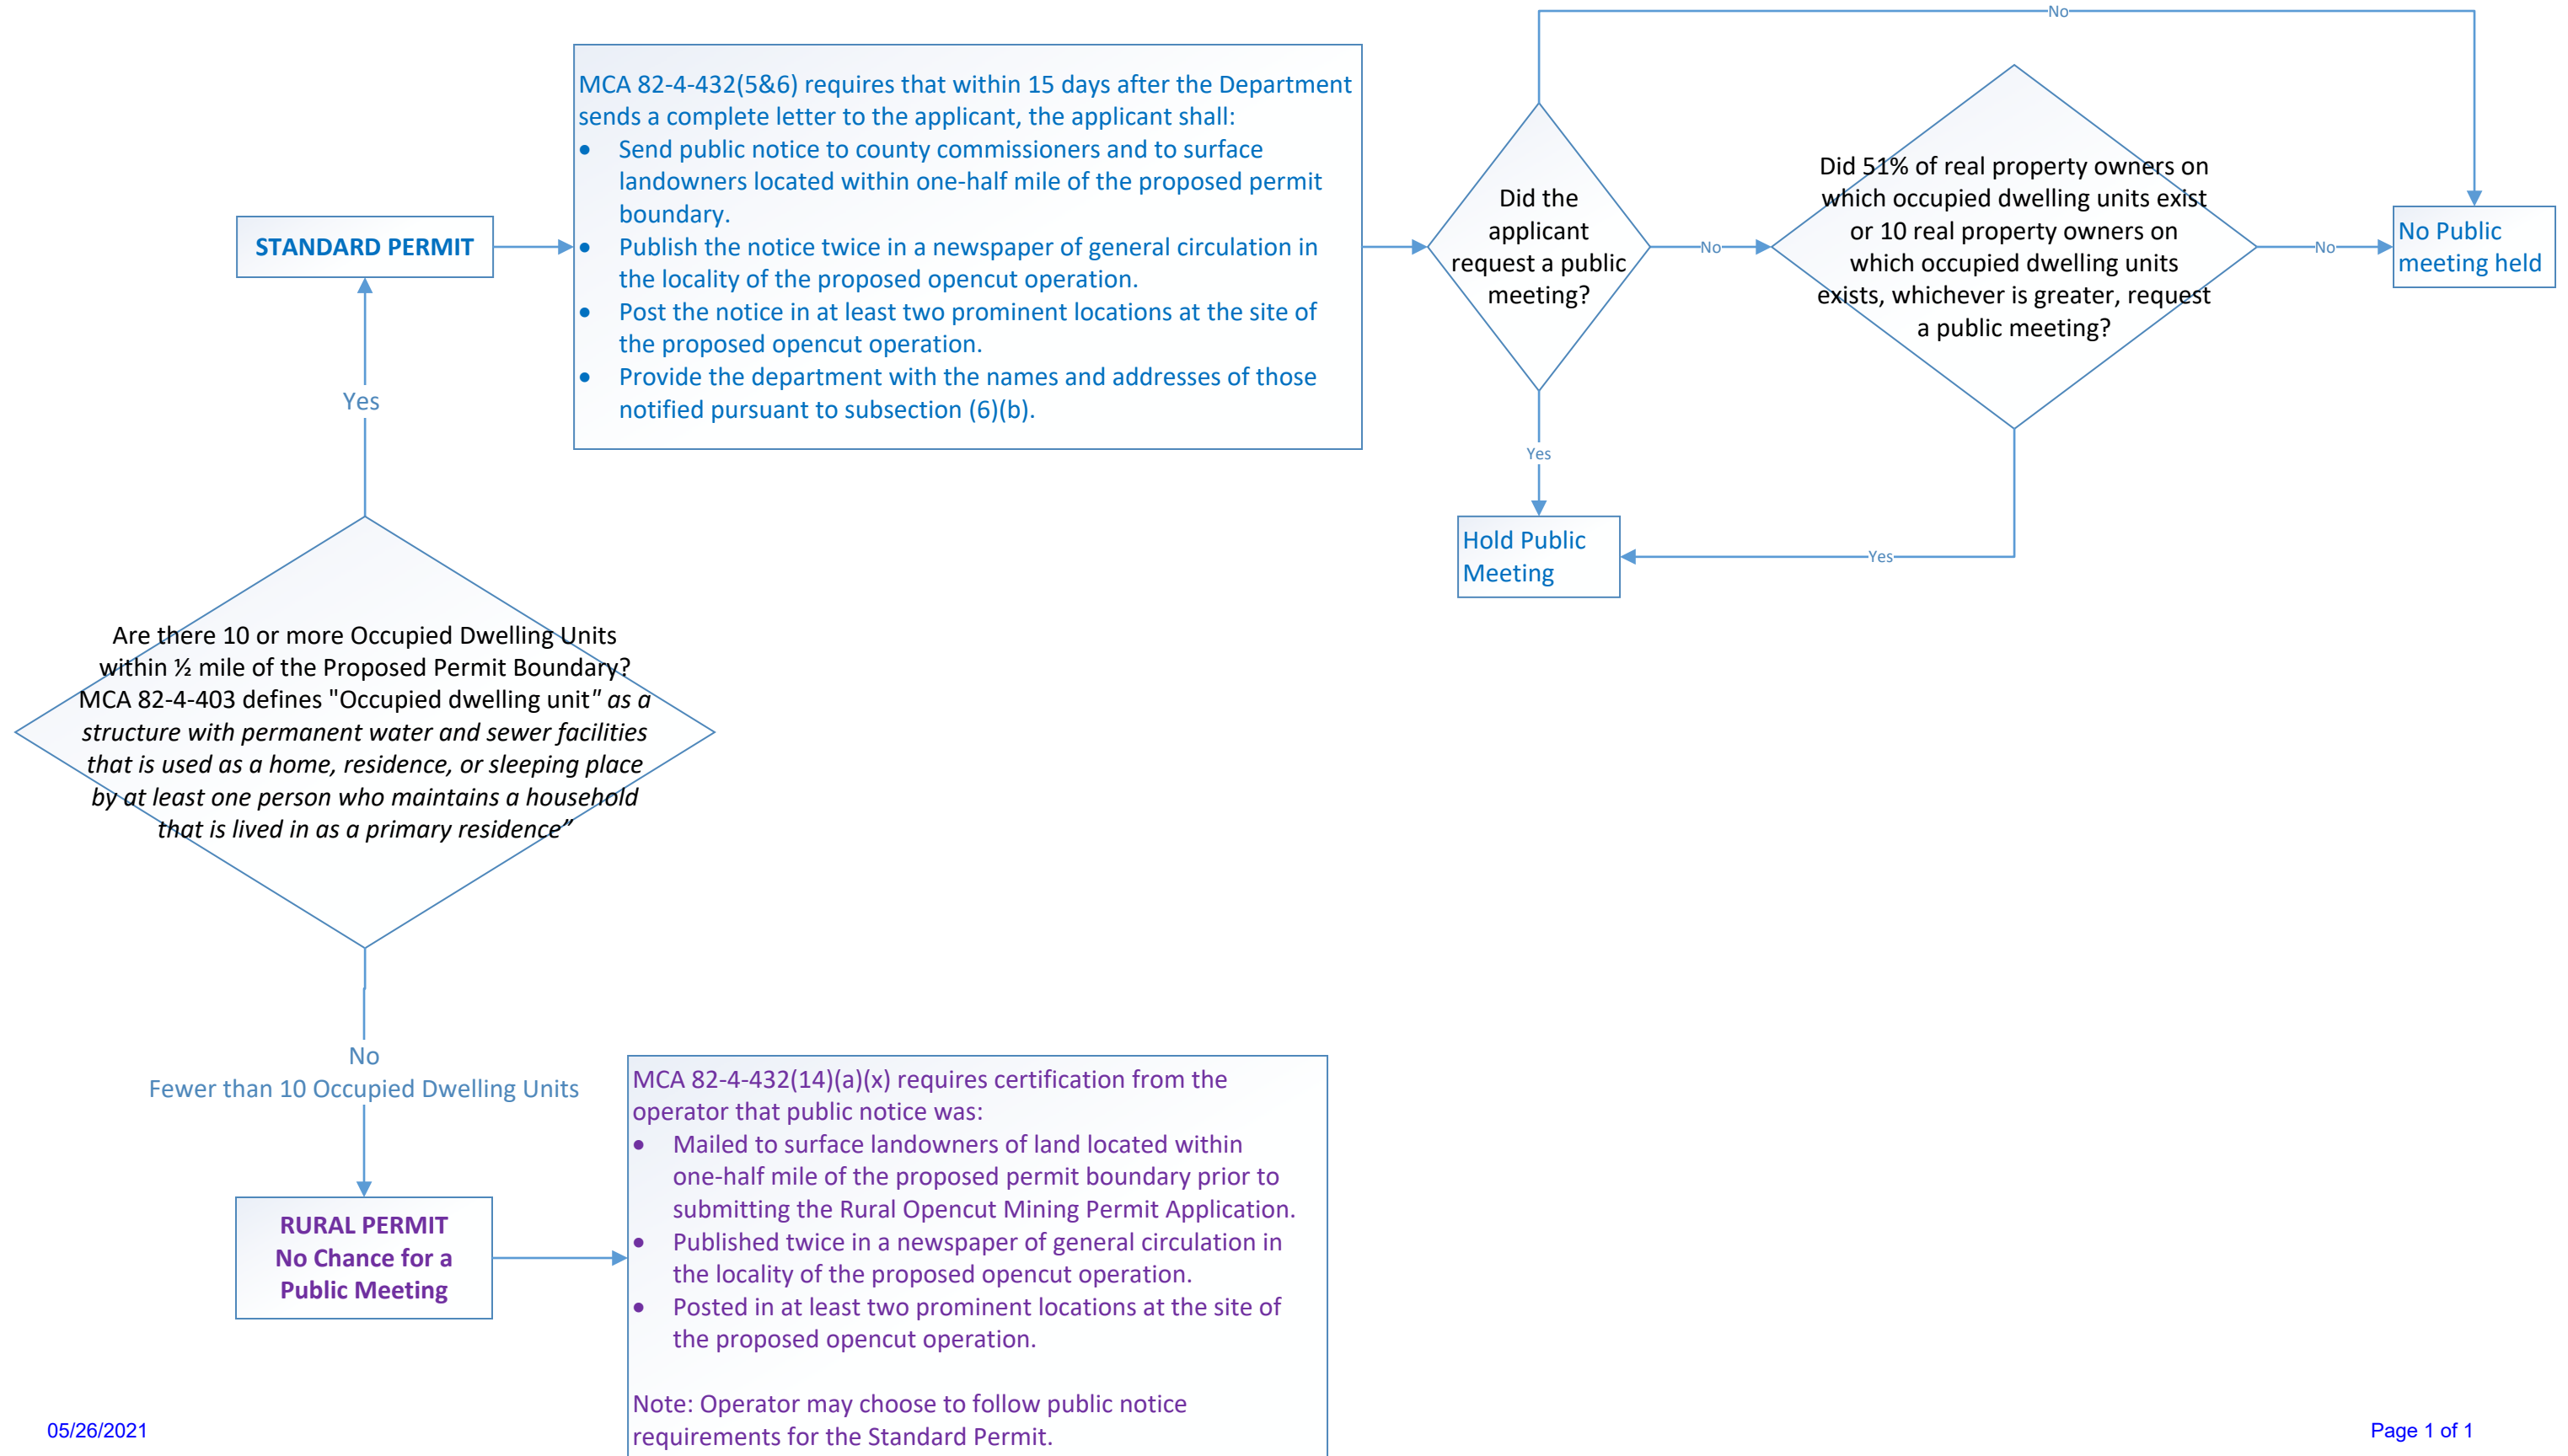 No
MCA 82-4-432(5&6) requires that within 15 days after the Department
sends a complete letter to the applicant, the applicant shall:
• Send public notice to county commissioners and to surface
landowners located within one-half mile of the proposed permit
boundary.
• Publish the notice twice in a newspaper of general circulation in
the locality of the proposed opencut operation.
• Post the notice in at least two prominent locations at the site of
the proposed opencut operation.
• Provide the department with the names and addresses of those
notified pursuant to subsection (6)(b).
STANDARD PERMIT
Did the
applicant
request a public
meeting?
No
Did 51% of real property owners on
which occupied dwelling units exist
or 10 real property owners on
which occupied dwelling units
exists, whichever is greater, request
a public meeting?
No
No Public
meeting held
Yes
Yes
Hold Public
Meeting
Yes
Are there 10 or more Occupied Dwelling Units
within ½ mile of the Proposed Permit Boundary?
MCA 82-4-403 defines "Occupied dwelling unit" as a
structure with permanent water and sewer facilities
that is used as a home, residence, or sleeping place
by at least one person who maintains a household
that is lived in as a primary residence”
No
Fewer than 10 Occupied Dwelling Units
RURAL PERMIT
No Chance for a
Public Meeting
MCA 82-4-432(14)(a)(x) requires certification from the
operator that public notice was:
• Mailed to surface landowners of land located within
one-half mile of the proposed permit boundary prior to
submitting the Rural Opencut Mining Permit Application.
• Published twice in a newspaper of general circulation in
the locality of the proposed opencut operation.
• Posted in at least two prominent locations at the site of
the proposed opencut operation.
Note: Operator may choose to follow public notice
requirements for the Standard Permit.
05/26/2021
Page 1 of 1